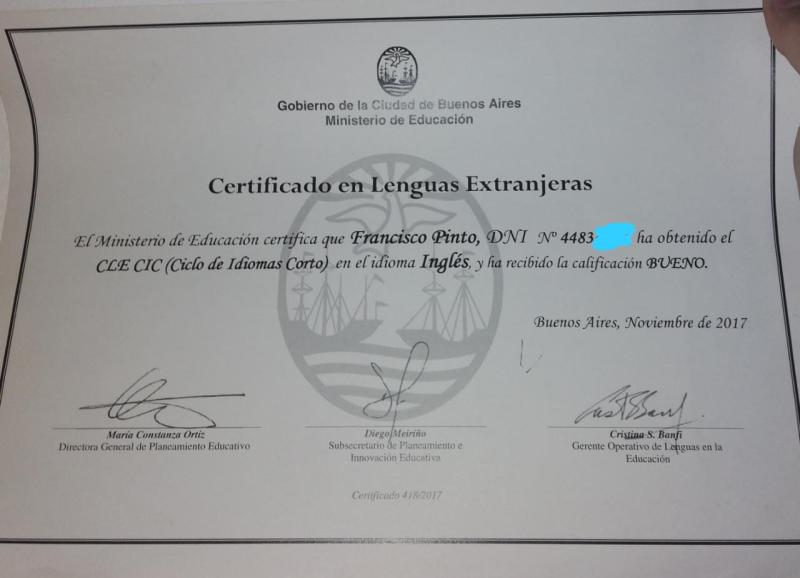 Gobierno de la Ciudad de Buenos Aires
Ministerio de Educación
Certificado en Lenguas Extranjeras
El Ministerio de Educación certifica que Francisco Pinto, DNI Nº 4483 ha obtenido el
CLE CIC (Ciclo de Idiomas Corto) en el idioma Inglés, y ha recibido la calificación BUENO.
Buenos Aires, Noviembre de 2017
María Constanza Ortiz
Directora General de Planeamiento Educativo
Diego Meiriño
Subsecretario de Planeamiento e
Innovación Educativa
Cristina S. Banfi
Gerente Operativo de Lenguas en la
Educación
Certificado 418/2017